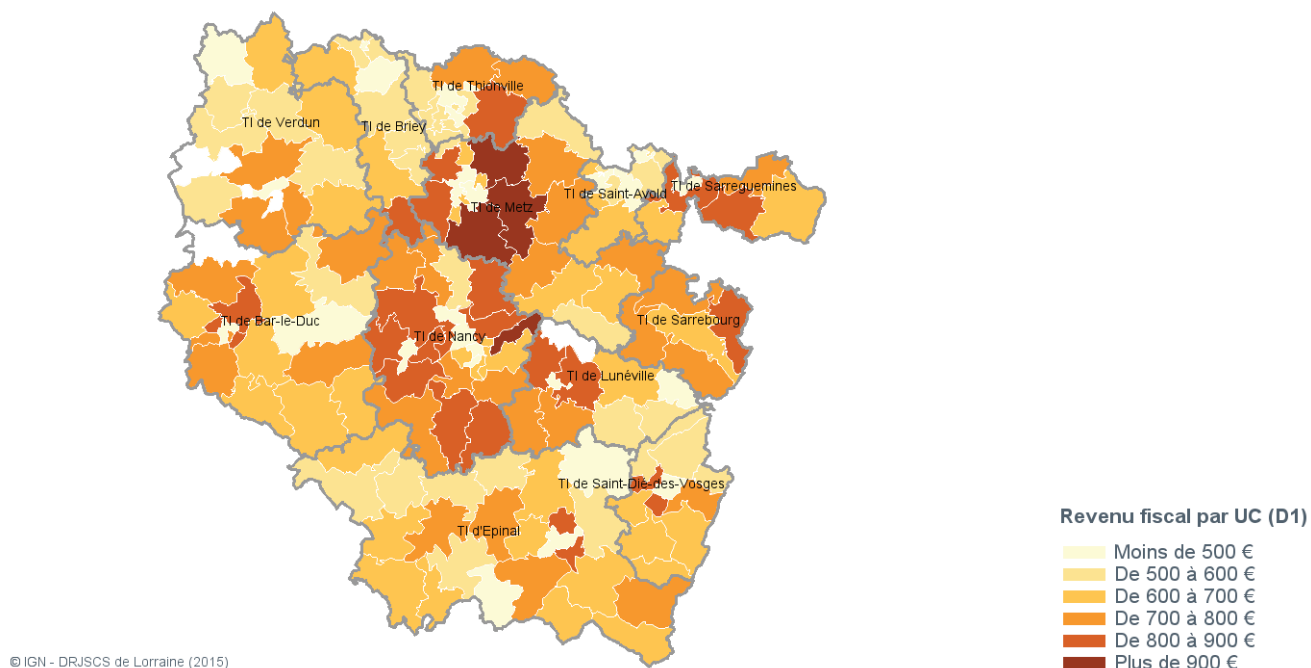 TI de Thionville
TI de Verdun
TI de Briey
TI de Saint-Avold
TI de Sarreguemines
TI de Metz
TI de Bar-le-Duc
TI de Sarrebourg
TI de Nancy
TI de Lunéville
TI de Saint-Dié-des-Vosges
TI d'Epinal
Revenu fiscal par UC (D1)
Moins de 500 €
De 500 à 600 €
De 600 à 700 €
De 700 à 800 €
De 800 à 900 €
Plus de 900 €
© IGN - DRJSCS de Lorraine (2015)